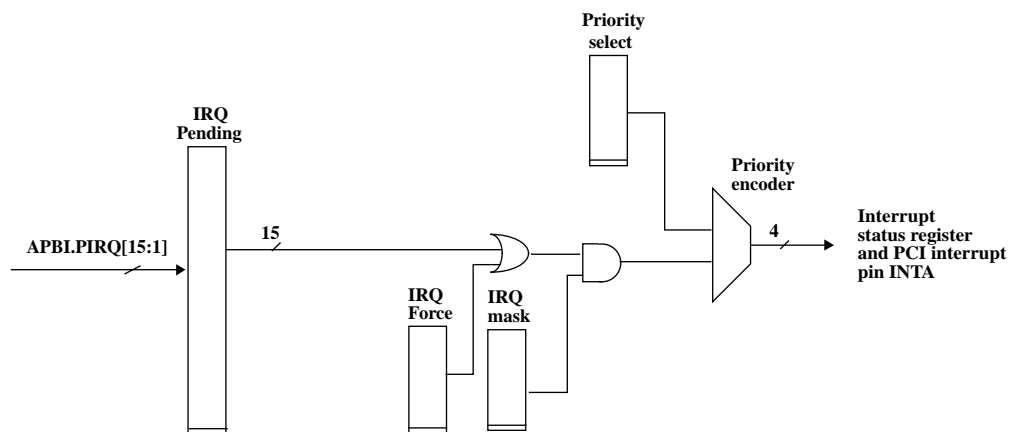 Priority
select
IRQ
Pending
Priority
encoder
APBI.PIRQ[15:1]
15
4
Interrupt
status register
and PCI interrupt
pin INTA
IRQ
Force
IRQ
mask